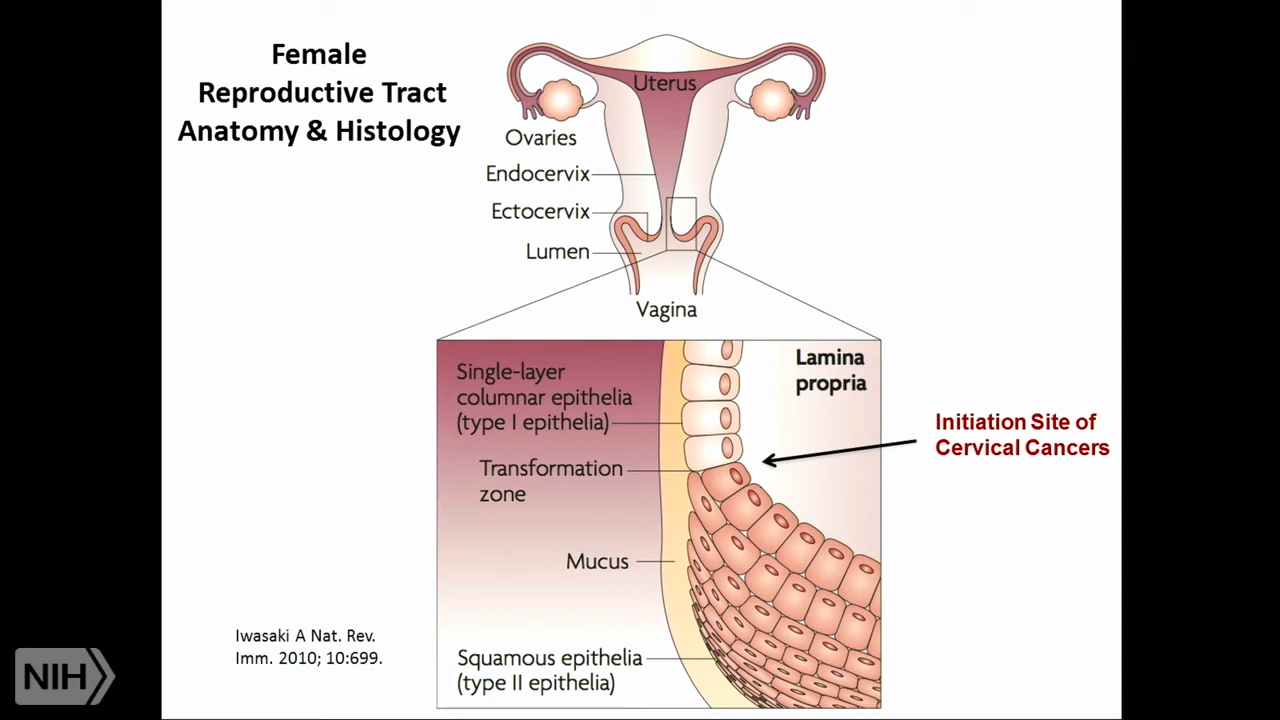 Female
Reproductive Tract
Anatomy & Histology
Uterus
Ovaries
Endocervix
Ectocervix
Lumen
Vagina
Single-layer
columnar epithelia
(type I epithelia)
Lamina
propria
Initiation Site of
Cervical Cancers
Transformation
zone
Mucus
Squamous epithelia
(type II epithelia)
Iwasaki A Nat. Rev.
Imm. 2010; 10:699.
NIH